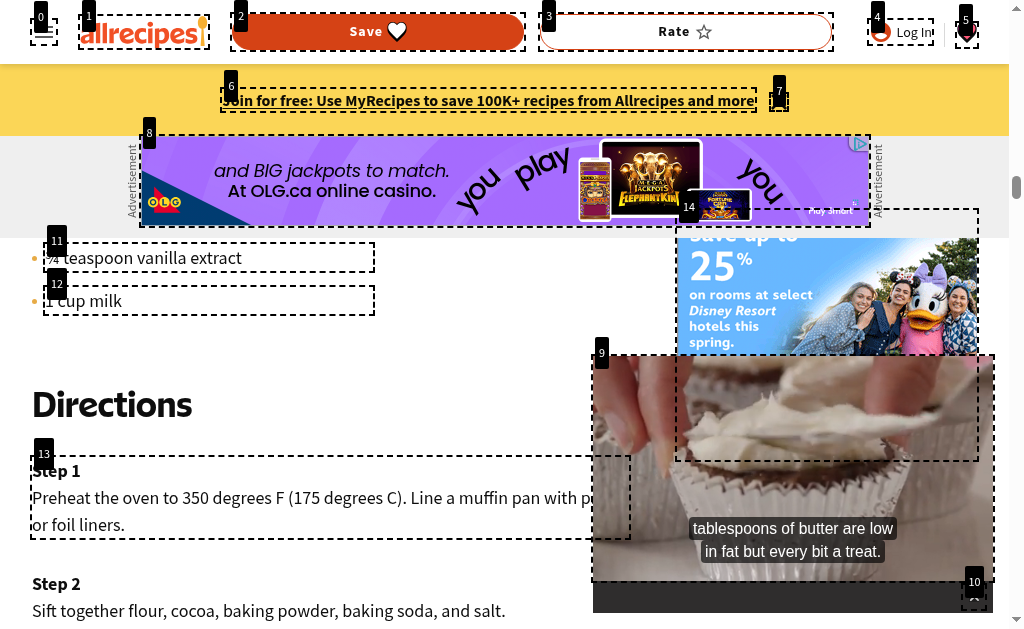 0
1
2
3
4
5
allrecipes
Save
Rate
Log In
6
7
Join for free: Use MyRecipes to save 100K+ recipes from Allrecipes and more
8
Advertisement
and BIG jackpots to match.
At OLG.ca online casino.
OLG
you play you
MEGA JACKPOTS
ELEPHANT KING
FORTUNE COIN
Play Smart
Advertisement
14
save up to
25%
on rooms at select
Disney Resort
hotels this
spring.
11
¾ teaspoon vanilla extract
12
1 cup milk
9
Directions
13
Step 1
Preheat the oven to 350 degrees F (175 degrees C). Line a muffin pan with p
or foil liners.
tablespoons of butter are low
in fat but every bit a treat.
10
Step 2
Sift together flour, cocoa, baking powder, baking soda, and salt.